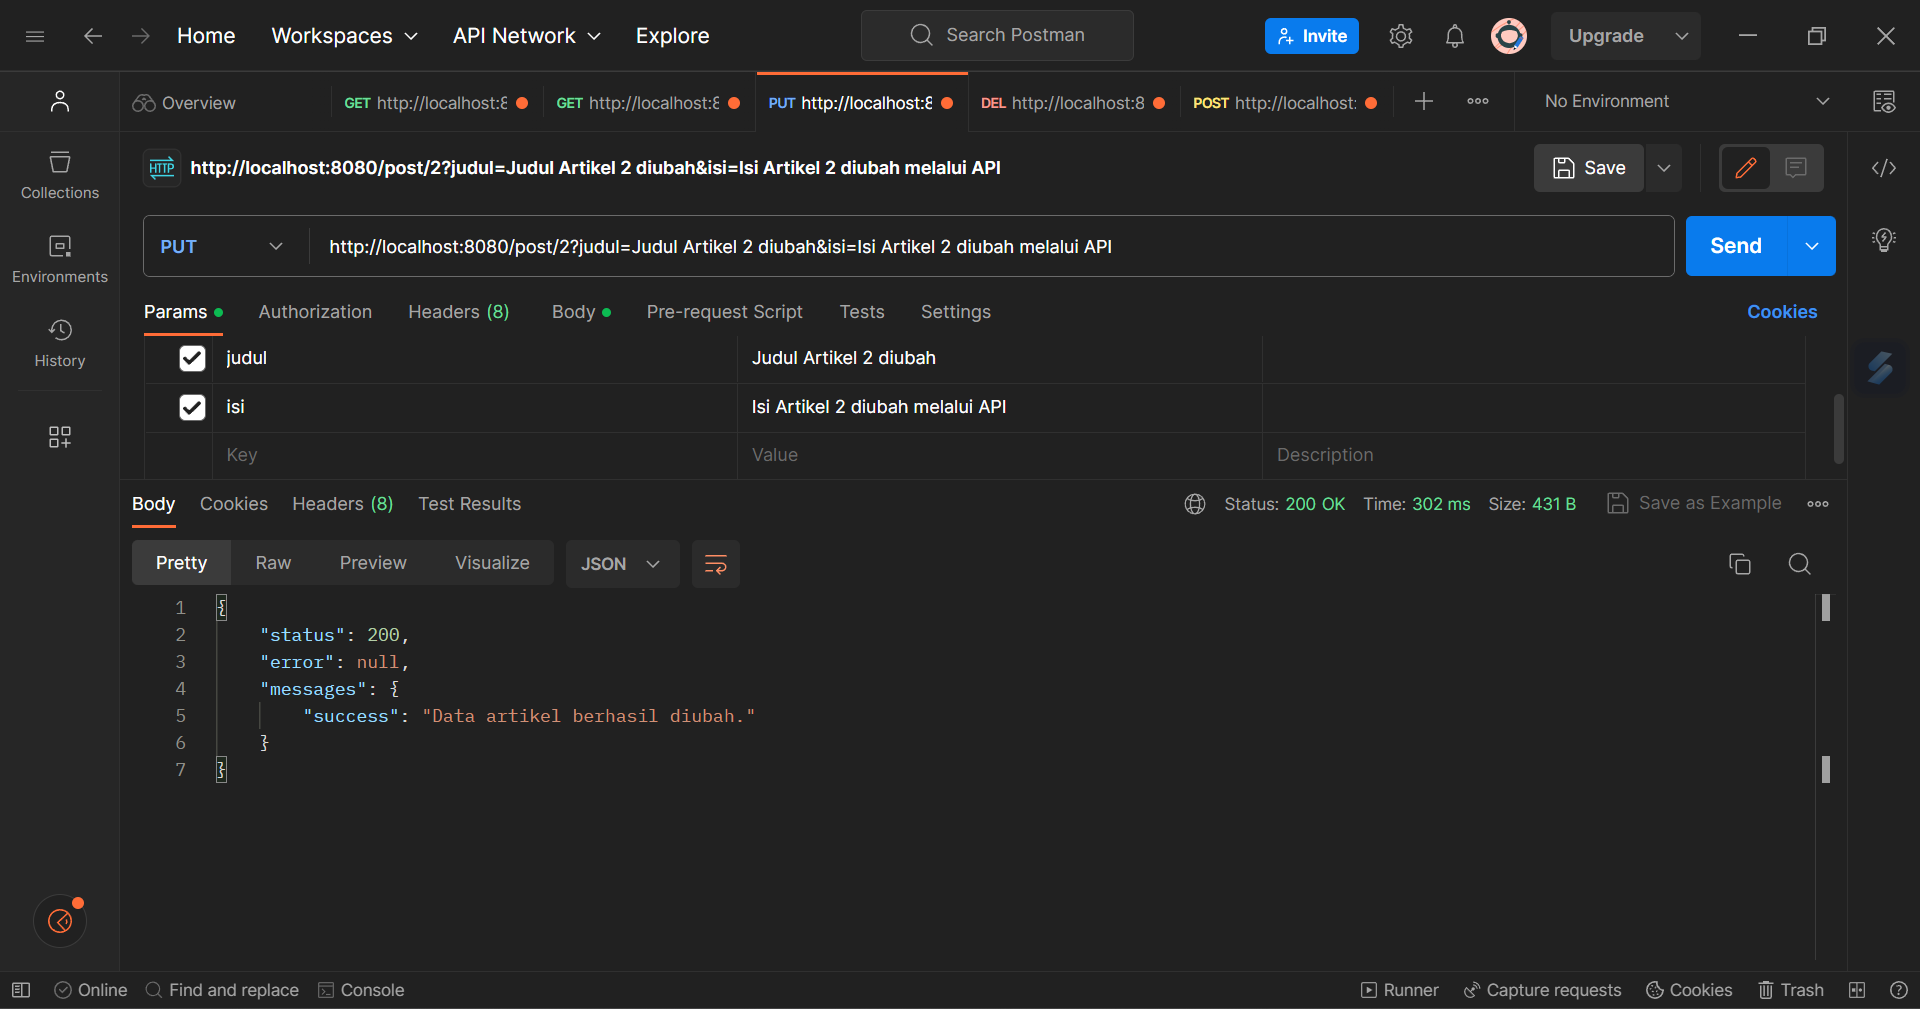 Home Workspaces API Network Explore Search Postman Invite Upgrade
Overview GET http://localhost:8 GET http://localhost:8 PUT http://localhost:8 DEL http://localhost:8 POST http://localhost: No Environment
HTTP http://localhost:8080/post/2?judul=Judul Artikel 2 diubah&isi=Isi Artikel 2 diubah melalui API Save
Collections
Environments
History
PUT http://localhost:8080/post/2?judul=Judul Artikel 2 diubah&isi=Isi Artikel 2 diubah melalui API Send
Params Authorization Headers (8) Body Pre-request Script Tests Settings Cookies
judul Judul Artikel 2 diubah
isi Isi Artikel 2 diubah melalui API
Key Value Description
Body Cookies Headers (8) Test Results Status: 200 OK Time: 302 ms Size: 431 B Save as Example
Pretty Raw Preview Visualize JSON
1 {
2 "status": 200,
3 "error": null,
4 "messages": {
5 "success": "Data artikel berhasil diubah."
6 }
7 }
Online Find and replace Console Runner Capture requests Cookies Trash